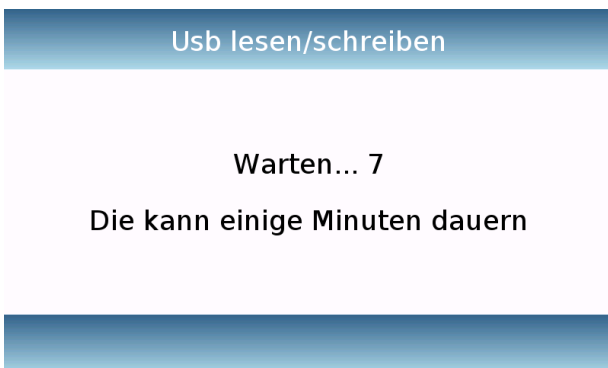 Usb lesen/schreiben
Warten... 7
Die kann einige Minuten dauern